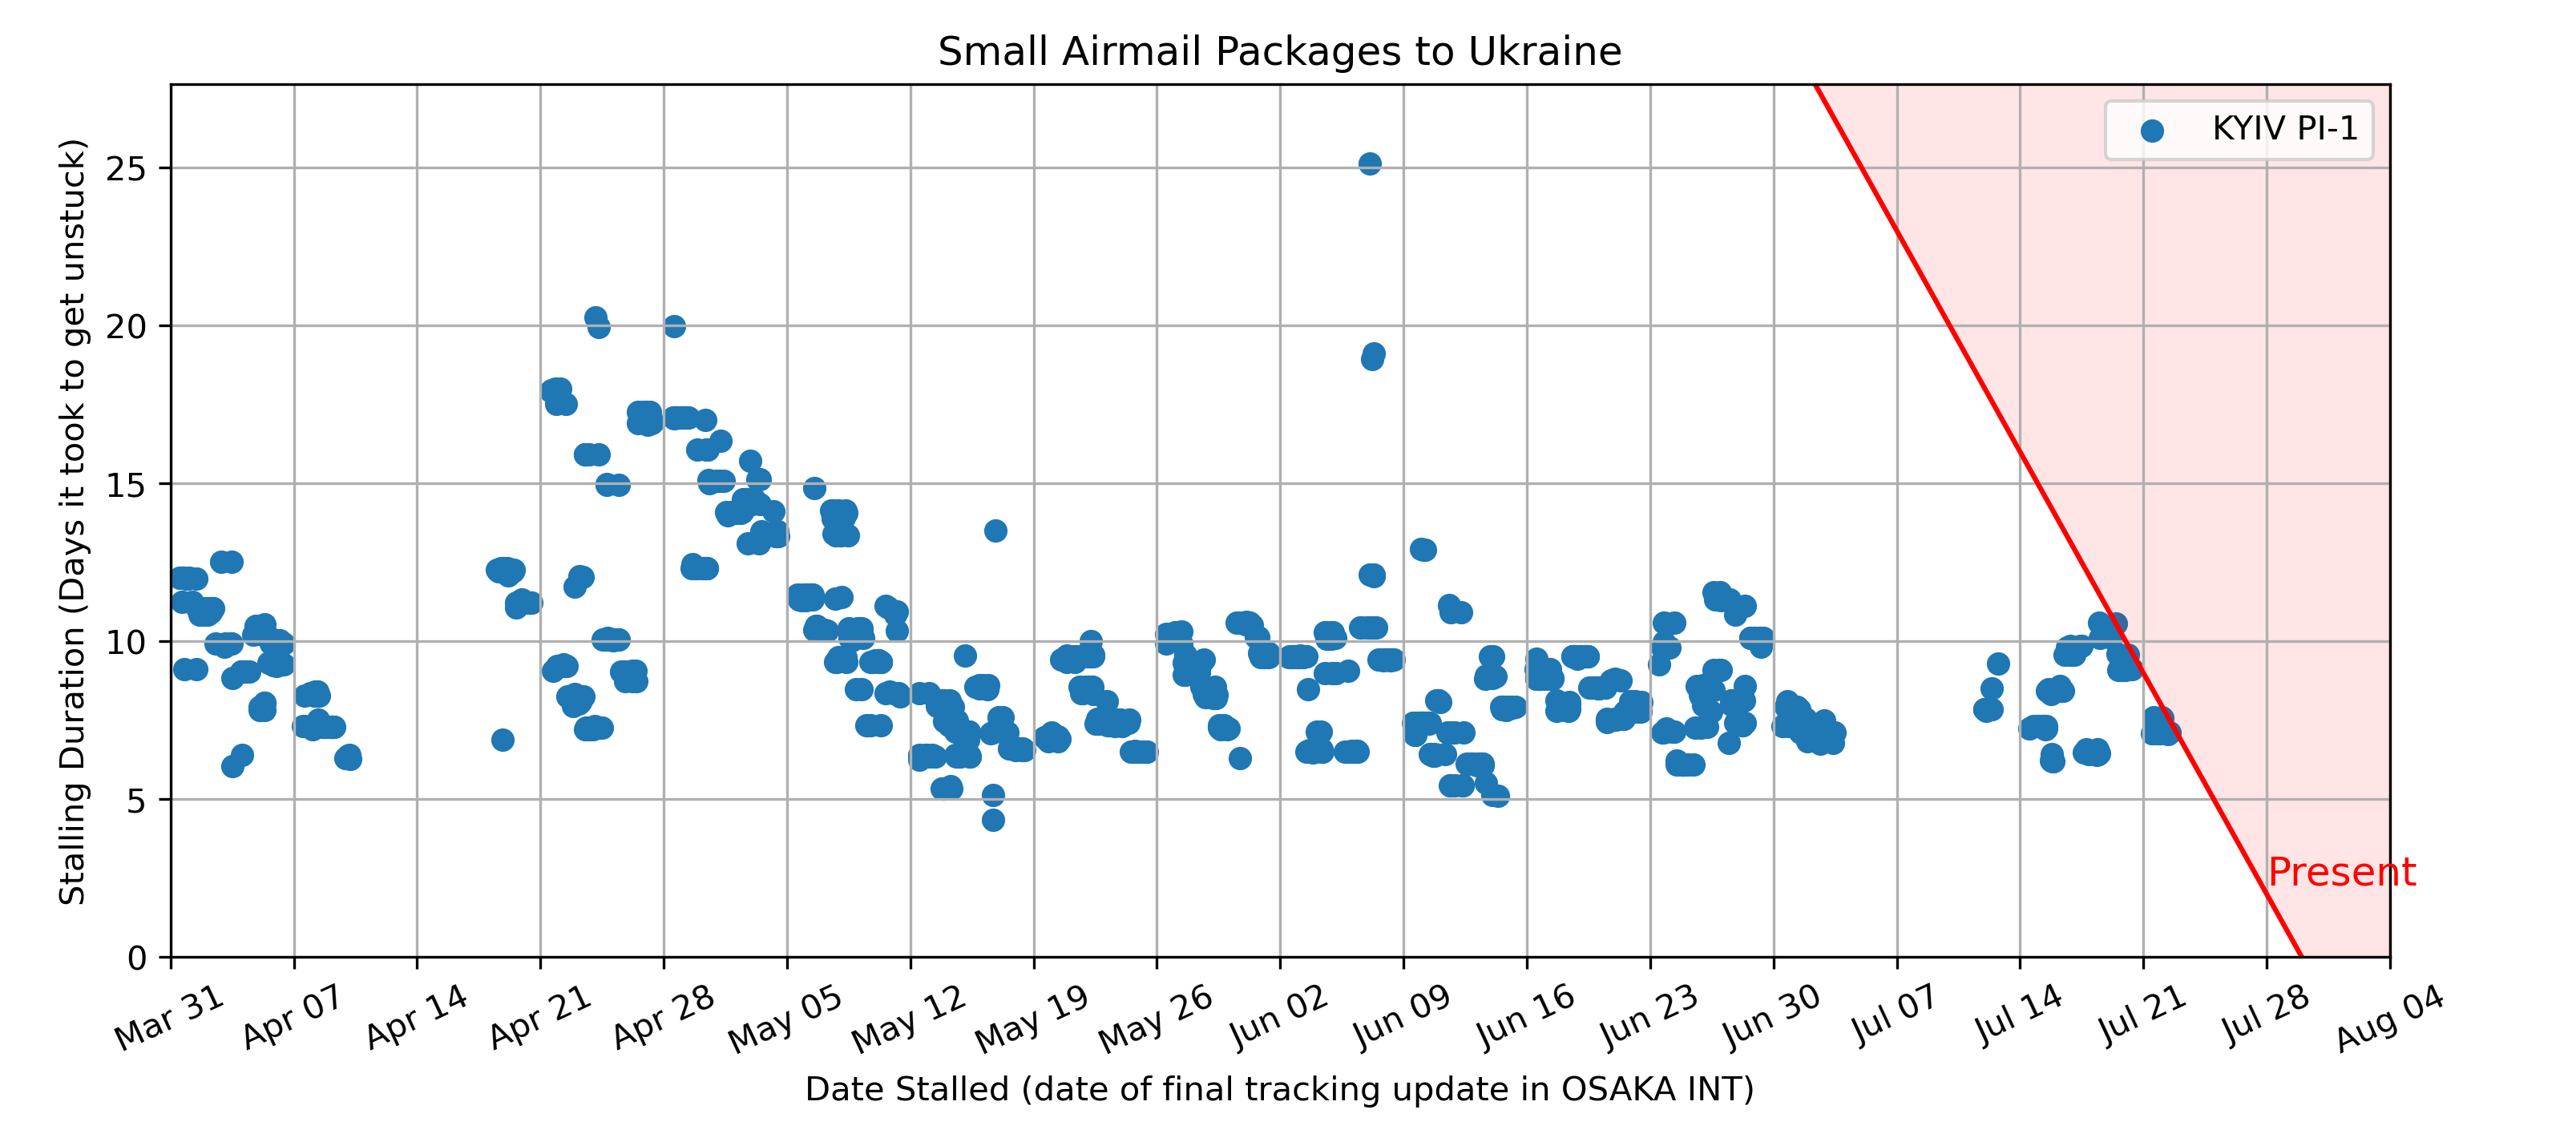 Small Airmail Packages to Ukraine
KYIV PI-1
Stalling Duration (Days it took to get unstuck)
25
20
15
10
5
0
Present
Mar 31 Apr 07 Apr 14 Apr 21 Apr 28 May 05 May 12 May 19 May 26 Jun 02 Jun 09 Jun 16 Jun 23 Jun 30 Jul 07 Jul 14 Jul 21 Jul 28 Aug 04
Date Stalled (date of final tracking update in OSAKA INT)